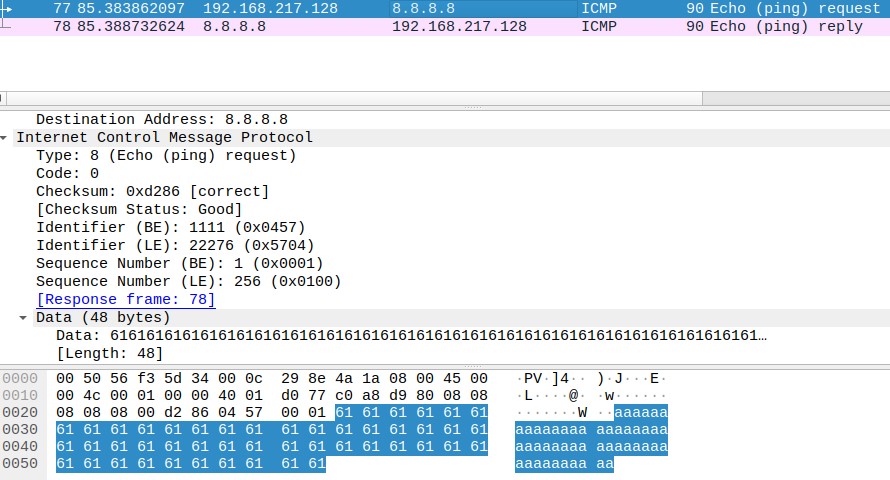 77 85.383862097 192.168.217.128 8.8.8.8 ICMP 90 Echo (ping) request
78 85.388732624 8.8.8.8 192.168.217.128 ICMP 90 Echo (ping) reply
Destination Address: 8.8.8.8
Internet Control Message Protocol
Type: 8 (Echo (ping) request)
Code: 0
Checksum: 0xd286 [correct]
[Checksum Status: Good]
Identifier (BE): 1111 (0x0457)
Identifier (LE): 22276 (0x5704)
Sequence Number (BE): 1 (0x0001)
Sequence Number (LE): 256 (0x0100)
[Response frame: 78]
Data (48 bytes)
Data: 616161616161616161616161616161616161616161616161616161616161616161616161…
[Length: 48]
0000 00 50 56 f3 5d 34 00 0c 29 8e 4a 1a 08 00 45 00 ·PV·]4·· )·J···E·
0010 00 4c 00 01 00 00 40 01 d0 77 c0 a8 d9 80 08 08 ·L····@· ·w······
0020 08 08 08 00 d2 86 04 57 00 01 61 61 61 61 61 61 ·······W ··aaaaaa
0030 61 61 61 61 61 61 61 61 61 61 61 61 61 61 61 61 aaaaaaaa aaaaaaaa
0040 61 61 61 61 61 61 61 61 61 61 61 61 61 61 61 61 aaaaaaaa aaaaaaaa
0050 61 61 61 61 61 61 61 61 61 61 aaaaaaaa aa